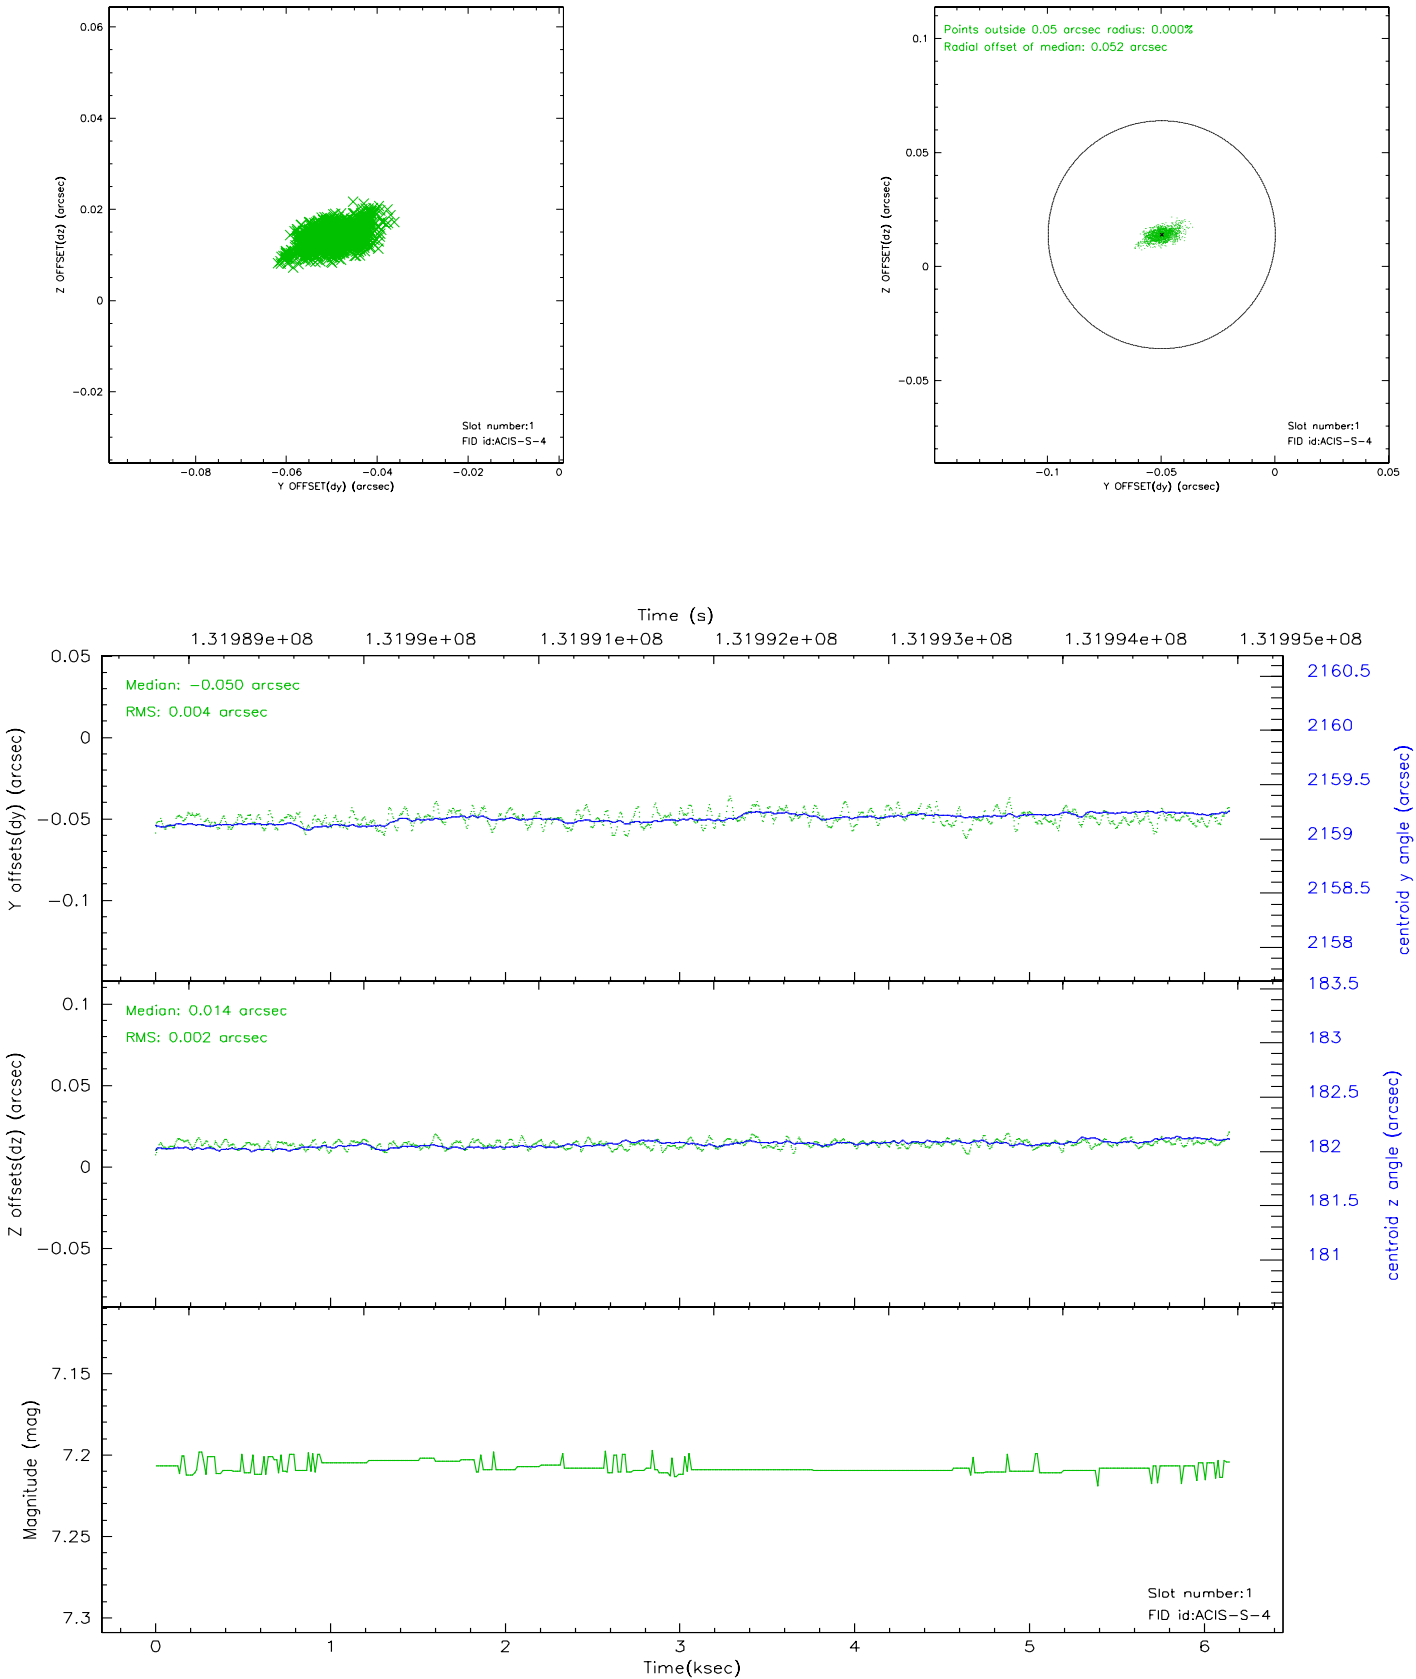 0.06
0.04
0.02
0
−0.02
Z OFFSET(dz) (arcsec)
Slot number:1
FID id:ACIS−S−4
−0.08 −0.06 −0.04 −0.02 0
Y OFFSET(dy) (arcsec)
Points outside 0.05 arcsec radius: 0.000%
Radial offset of median: 0.052 arcsec
0.1
0.05
0
−0.05
Z OFFSET(dz) (arcsec)
Slot number:1
FID id:ACIS−S−4
−0.1 −0.05 0 0.05
Y OFFSET(dy) (arcsec)
Time (s)
1.31989e+08 1.3199e+08 1.31991e+08 1.31992e+08 1.31993e+08 1.31994e+08 1.31995e+08
Median: −0.050 arcsec
RMS: 0.004 arcsec
0.05
0
−0.05
−0.1
Y offsets(dy) (arcsec)
2160.5
2160
2159.5
2159
2158.5
2158
centroid y angle (arcsec)
Median: 0.014 arcsec
RMS: 0.002 arcsec
0.1
0.05
0
−0.05
Z offsets(dz) (arcsec)
183.5
183
182.5
182
181.5
181
centroid z angle (arcsec)
7.15
7.2
7.25
7.3
Magnitude (mag)
Slot number:1
FID id:ACIS−S−4
0 1 2 3 4 5 6
Time(ksec)